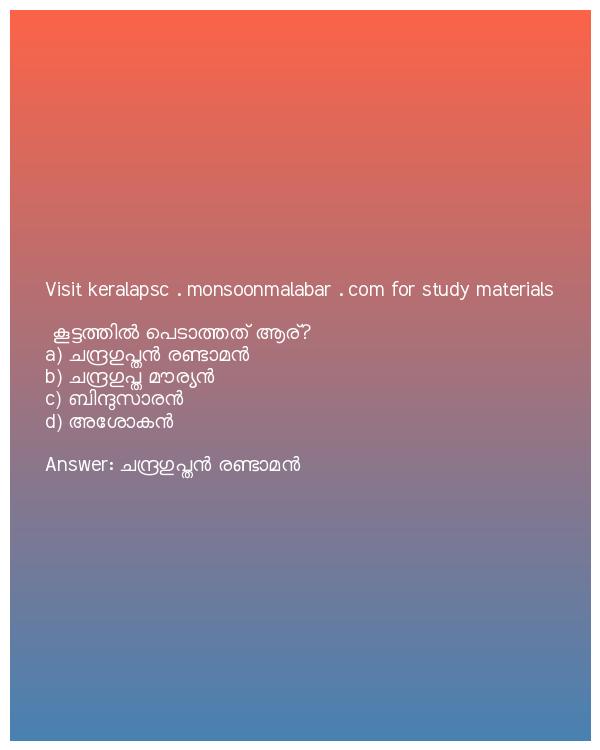 Visit keralapsc . monsoonmalabar . com for study materials
കൂട്ടത്തിൽ പെടാത്തത് ആര്?
a) ചന്ദ്രഗുപ്തൻ രണ്ടാമൻ
b) ചന്ദ്രഗുപ്ത മൗര്യൻ
c) ബിന്ദുസാരൻ
d) അശോകൻ
Answer: ചന്ദ്രഗുപ്തൻ രണ്ടാമൻ